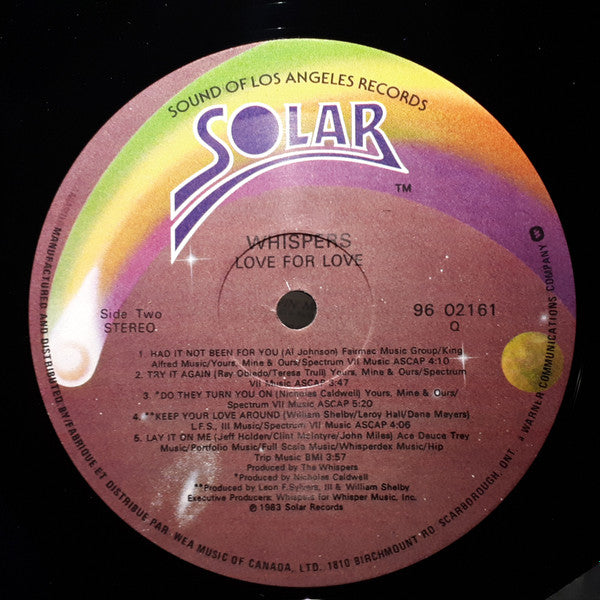 SOUND OF LOS ANGELES RECORDS
SOLAR
TM
WHISPERS
LOVE FOR LOVE
Side Two
STEREO
96 02161
Q
1. HAD IT NOT BEEN FOR YOU (Al Johnson) Fairmac Music Group/King
Alfred Music/Yours, Mine & Ours/Spectrum VII Music ASCAP 4:10
2. TRY IT AGAIN (Ray Obiedo/Teresa Trull) Yours, Mine & Ours/Spectrum
VII Music ASCAP 3:47
3. *DO THEY TURN YOU ON (Nicholas Caldwell) Yours, Mine & Ours/
Spectrum VII Music ASCAP 5:20
4. **KEEP YOUR LOVE AROUND (William Shelby/Leroy Hall/Dana Meyers)
L.F.S., III Music/Spectrum VII Music ASCAP 4:06
5. LAY IT ON ME (Jeff Holden/Clint McIntyre/John Miles) Ace Deuce Trey
Music/Portfolio Music/Full Scale Music/Whisperdex Music/Hip
Trip Music BMI 3:57
Produced by The Whispers
*Produced by Nicholas Caldwell
**Produced by Leon F. Sylvers, III & William Shelby
Executive Producers: Whispers for Whisper Music, Inc.
℗ 1983 Solar Records
MANUFACTURED AND DISTRIBUTED BY/FABRIQUE ET DISTRIBUE PAR: WEA MUSIC OF CANADA, LTD. 1810 BIRCHMOUNT RD. SCARBOROUGH, ONT. A WARNER COMMUNICATIONS COMPANY